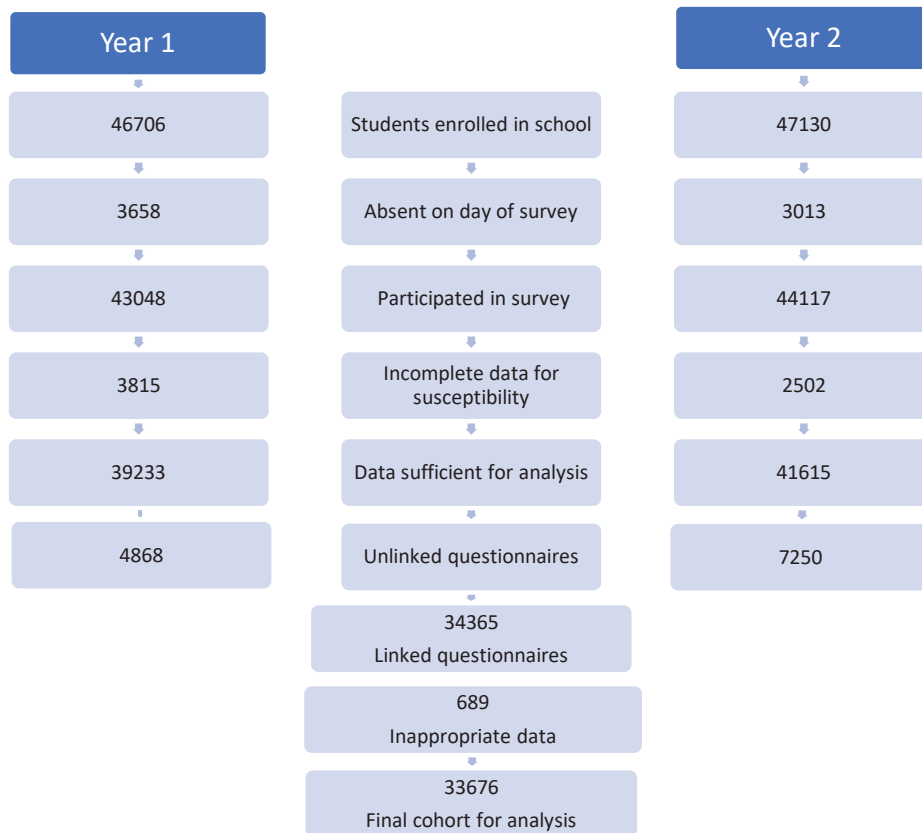 Year 1
Year 2
46706
Students enrolled in school
47130
3658
Absent on day of survey
3013
43048
Participated in survey
44117
3815
Incomplete data for
susceptibility
2502
39233
Data sufficient for analysis
41615
4868
Unlinked questionnaires
7250
34365
Linked questionnaires
689
Inappropriate data
33676
Final cohort for analysis